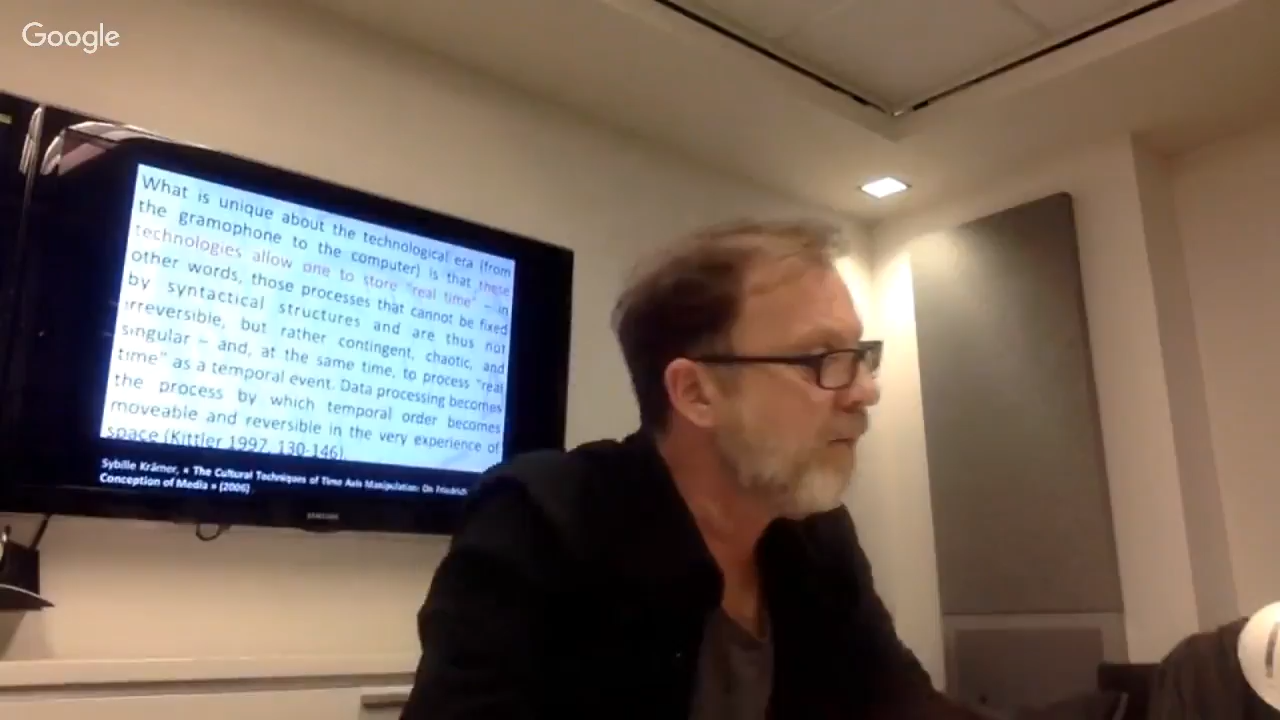 Google
What is unique about the technological era (from
the gramophone to the computer) is that these
technologies allow one to store "real time" – in
other words, those processes that cannot be fixed
by syntactical structures and are thus not
irreversible, but rather contingent, chaotic, and
singular – and, at the same time, to process "real
time" as a temporal event. Data processing becomes
the process by which temporal order becomes
moveable and reversible in the very experience of
space (Kittler 1997, 130-146).
Sybille Krämer, « The Cultural Techniques of Time Axis Manipulation: On Friedrich
Conception of Media » (2006)
SAMSUNG